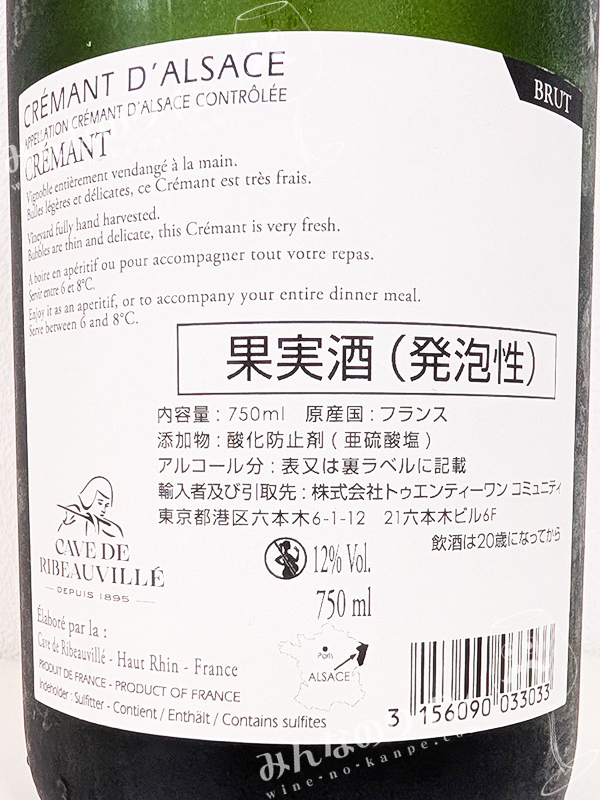 CRÉMANT D'ALSACE
APPELLATION CRÉMANT D'ALSACE CONTRÔLÉE
CRÉMANT
BRUT
Vignoble entièrement vendangé à la main.
Bulles légères et délicates, ce Crémant est très frais.
Vineyard fully hand harvested.
Bubbles are thin and delicate, this Crémant is very fresh.
A boire en apéritif ou pour accompagner tout votre repas.
Servir entre 6 et 8°C.
Enjoy it as an aperitif, or to accompany your entire dinner meal.
Serve between 6 and 8°C.
果実酒(発泡性)
内容量:750ml 原産国:フランス
添加物:酸化防止剤(亜硫酸塩)
アルコール分:表又は裏ラベルに記載
輸入者及び引取先:株式会社トゥエンティーワン コミュニティ
東京都港区六本木6-1-12 21六本木ビル6F
飲酒は20歳になってから
CAVE DE
RIBEAUVILLÉ
DEPUIS 1895
12% Vol.
750 ml
Élaboré par la :
Cave de Ribeauvillé - Haut Rhin - France
PRODUIT DE FRANCE - PRODUCT OF FRANCE
Indeholder : Sulfitter - Contient / Enthält / Contains sulfites
Paris
ALSACE
3 156090 033033
みんなの
wine-no-kanpe.com